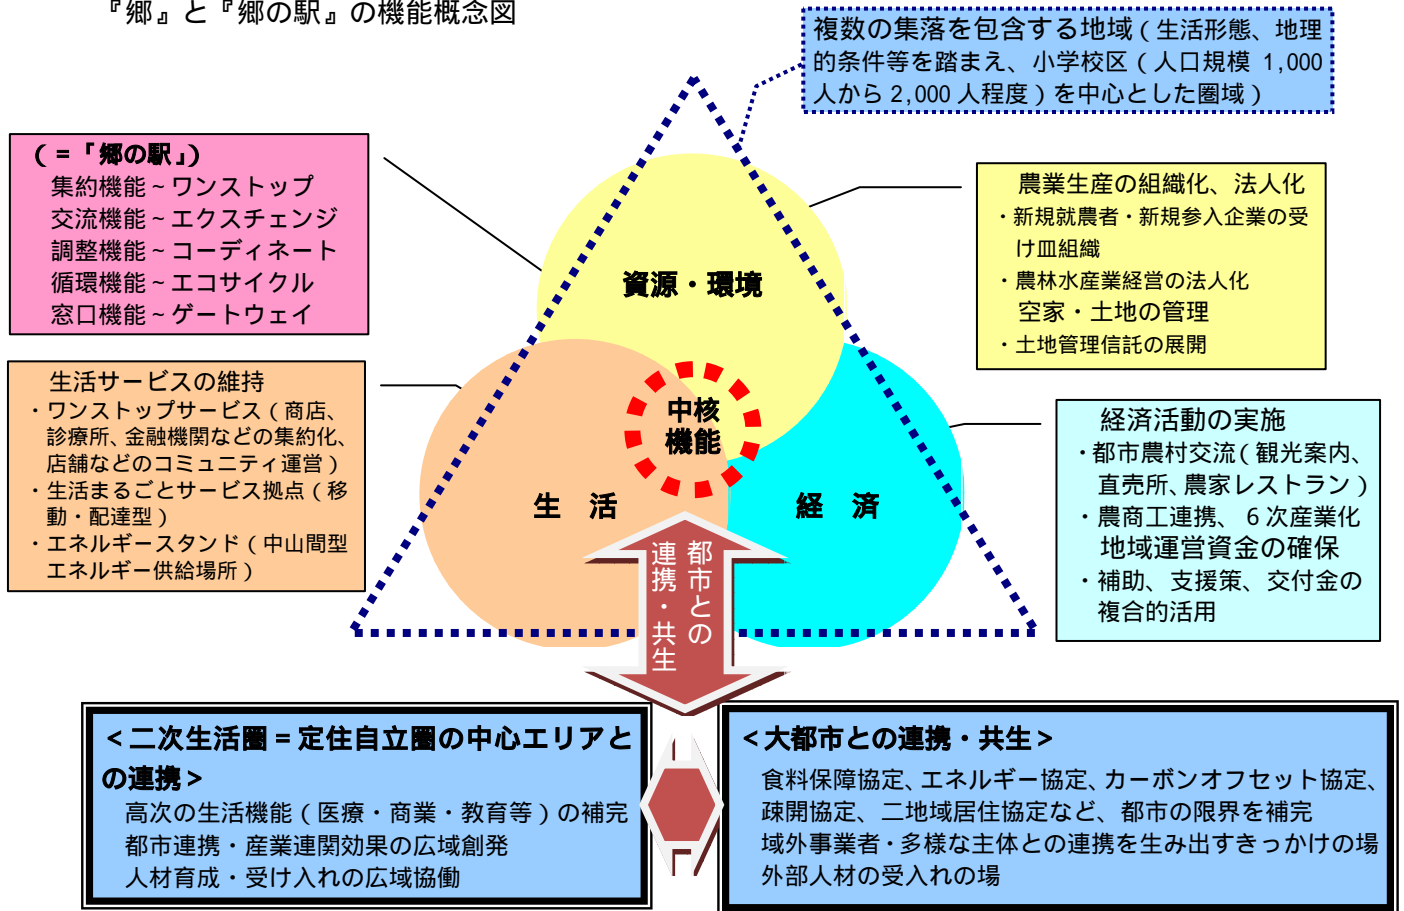 『郷』と『郷の駅』の機能概念図
複数の集落を包含する地域（生活形態、地理
的条件等を踏まえ、小学校区（人口規模 1,000
人から 2,000 人程度）を中心とした圏域）
（＝「郷の駅」）
集約機能～ワンストップ
交流機能～エクスチェンジ
調整機能～コーディネート
循環機能～エコサイクル
窓口機能～ゲートウェイ
農業生産の組織化、法人化
・新規就農者・新規参入企業の受
け皿組織
・農林水産業経営の法人化
空家・土地の管理
・土地管理信託の展開
資源・環境
生活サービスの維持
・ワンストップサービス（商店、
診療所、金融機関などの集約化、
店舗などのコミュニティ運営）
・生活まるごとサービス拠点（移
動・配達型）
・エネルギースタンド（中山間型
エネルギー供給場所）
中核
機能
生　活
経　済
経済活動の実施
・都市農村交流（観光案内、
直売所、農家レストラン）
・農商工連携、６次産業化
地域運営資金の確保
・補助、支援策、交付金の
複合的活用
都市との
連携・共生
＜二次生活圏＝定住自立圏の中心エリアと
の連携＞
高次の生活機能（医療・商業・教育等）の補完
都市連携・産業連関効果の広域創発
人材育成・受け入れの広域協働
＜大都市との連携・共生＞
食料保障協定、エネルギー協定、カーボンオフセット協定、
疎開協定、二地域居住協定など、都市の限界を補完
域外事業者・多様な主体との連携を生み出すきっかけの場
外部人材の受入れの場